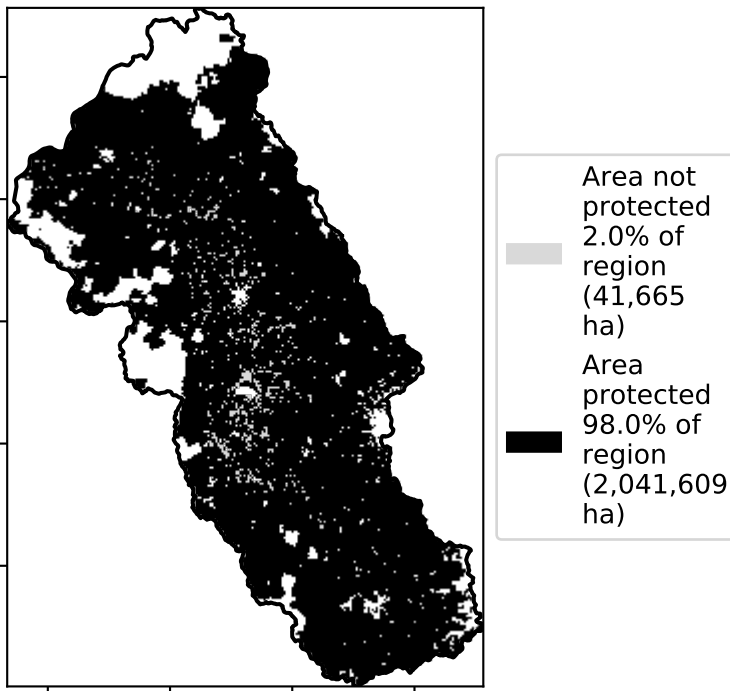 Area not
protected
2.0% of
region
(41,665
ha)
Area
protected
98.0% of
region
(2,041,609
ha)